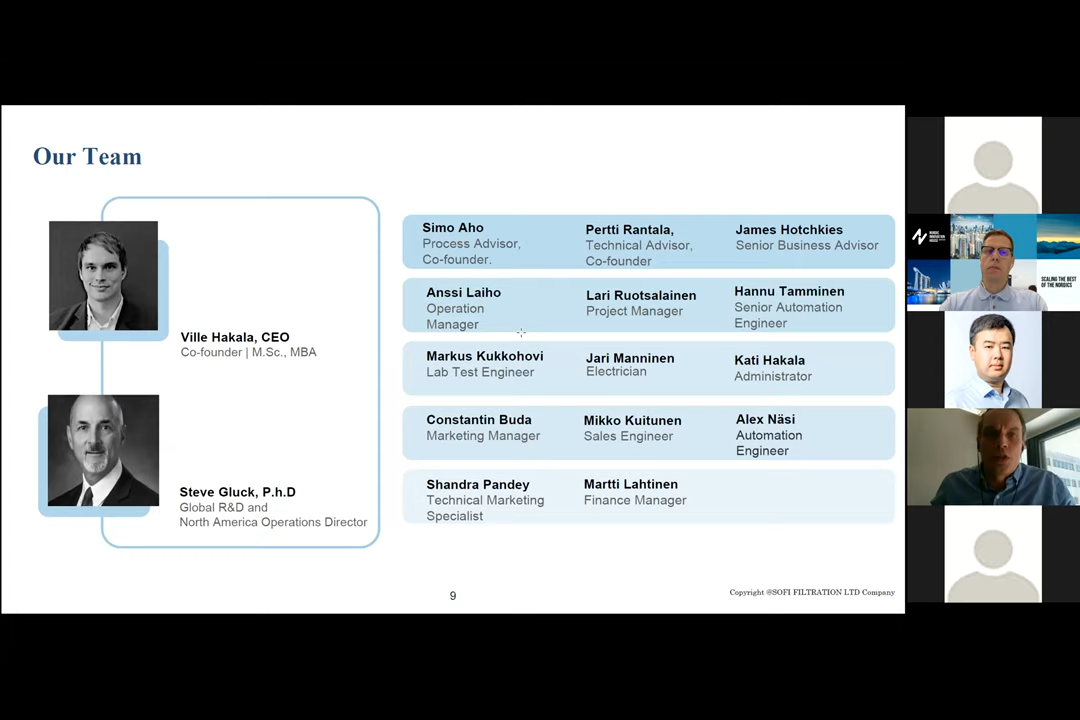 Our Team
Ville Hakala, CEO
Co-founder | M.Sc., MBA
Steve Gluck, P.h.D
Global R&D and
North America Operations Director
Simo Aho
Process Advisor,
Co-founder.
Pertti Rantala,
Technical Advisor,
Co-founder
James Hotchkies
Senior Business Advisor
Anssi Laiho
Operation
Manager
Lari Ruotsalainen
Project Manager
Hannu Tamminen
Senior Automation
Engineer
Markus Kukkohovi
Lab Test Engineer
Jari Manninen
Electrician
Kati Hakala
Administrator
Constantin Buda
Marketing Manager
Mikko Kuitunen
Sales Engineer
Alex Näsi
Automation
Engineer
Shandra Pandey
Technical Marketing
Specialist
Martti Lahtinen
Finance Manager
9
Copyright @SOFI FILTRATION LTD Company
NORDIC
INNOVATION
HOUSE
SCALING THE BEST
OF THE NORDICS